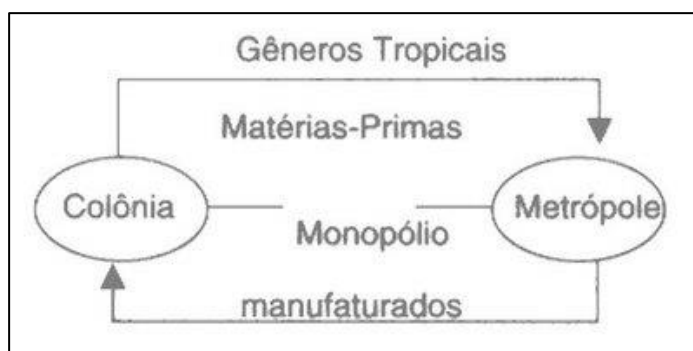 Gêneros Tropicais
Matérias-Primas
Colônia
Metrópole
Monopólio
manufaturados